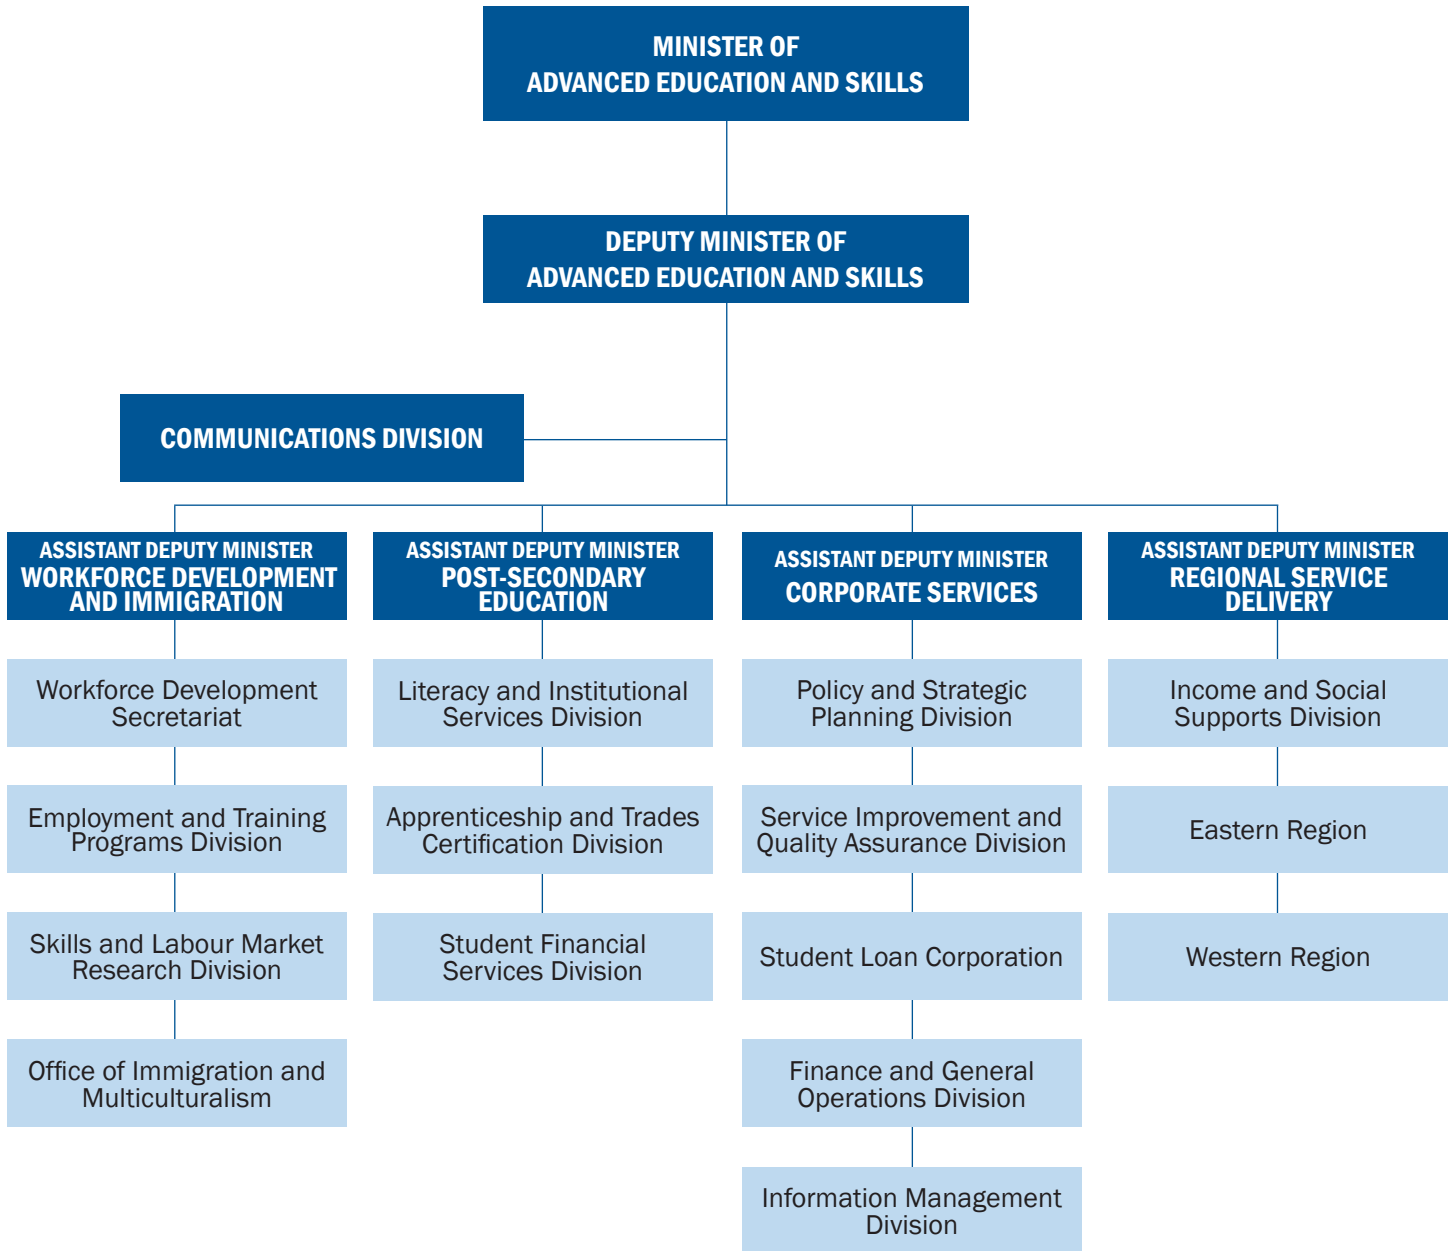 MINISTER OF
ADVANCED EDUCATION AND SKILLS
DEPUTY MINISTER OF
ADVANCED EDUCATION AND SKILLS
COMMUNICATIONS DIVISION
ASSISTANT DEPUTY MINISTER
WORKFORCE DEVELOPMENT
AND IMMIGRATION
Workforce Development
Secretariat
Employment and Training
Programs Division
Skills and Labour Market
Research Division
Office of Immigration and
Multiculturalism
ASSISTANT DEPUTY MINISTER
POST-SECONDARY
EDUCATION
Literacy and Institutional
Services Division
Apprenticeship and Trades
Certification Division
Student Financial
Services Division
ASSISTANT DEPUTY MINISTER
CORPORATE SERVICES
Policy and Strategic
Planning Division
Service Improvement and
Quality Assurance Division
Student Loan Corporation
Finance and General
Operations Division
Information Management
Division
ASSISTANT DEPUTY MINISTER
REGIONAL SERVICE
DELIVERY
Income and Social
Supports Division
Eastern Region
Western Region